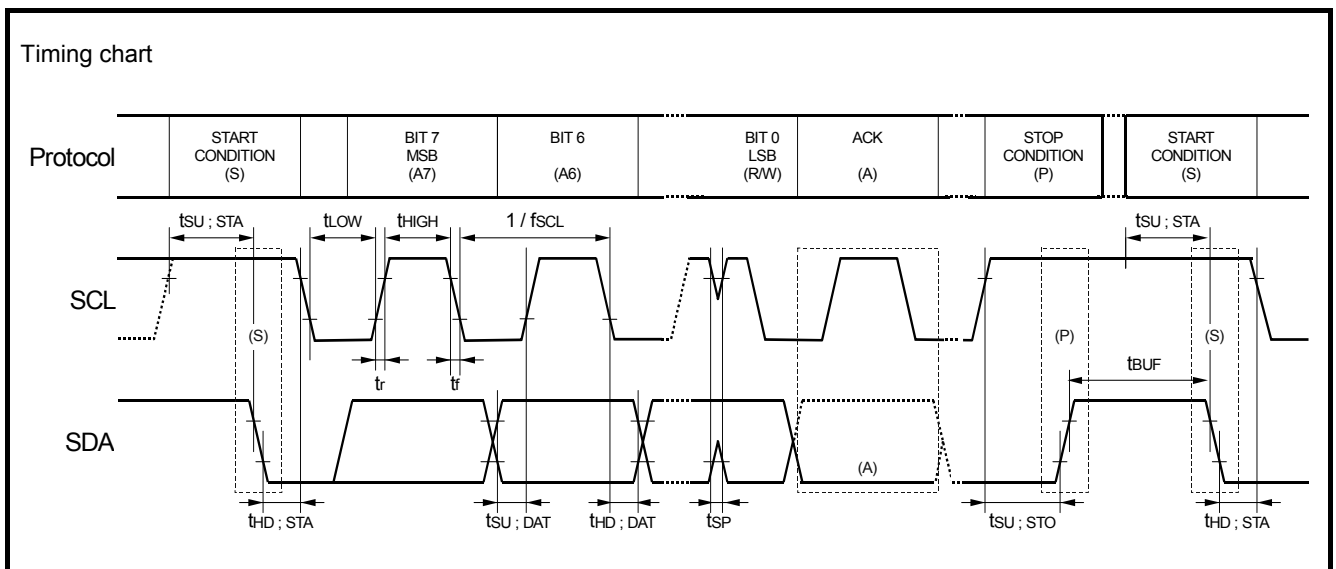 Timing chart
Protocol
START
CONDITION
(S)
BIT 7
MSB
(A7)
BIT 6
(A6)
BIT 0
LSB
(R/W)
ACK
(A)
STOP
CONDITION
(P)
START
CONDITION
(S)
tSU ; STA
tLOW
tHIGH
1 / fSCL
tSU ; STA
SCL
(S)
(P)
(S)
tr
tf
tBUF
SDA
(A)
tHD ; STA
tSU ; DAT
tHD ; DAT
tSP
tSU ; STO
tHD ; STA